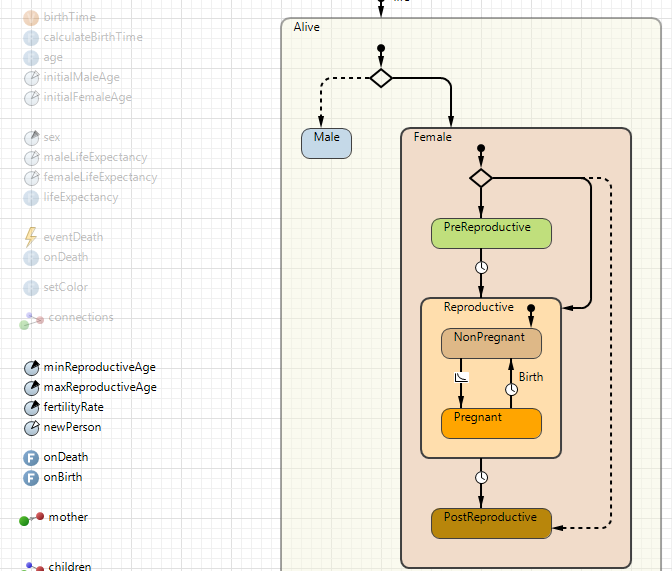 birthTime
calculateBirthTime
age
initialMaleAge
initialFemaleAge
sex
maleLifeExpectancy
femaleLifeExpectancy
lifeExpectancy
eventDeath
onDeath
setColor
connections
minReproductiveAge
maxReproductiveAge
fertilityRate
newPerson
F onDeath
F onBirth
mother
children
Alive
Male
Female
PreReproductive
Reproductive
NonPregnant
Birth
Pregnant
PostReproductive